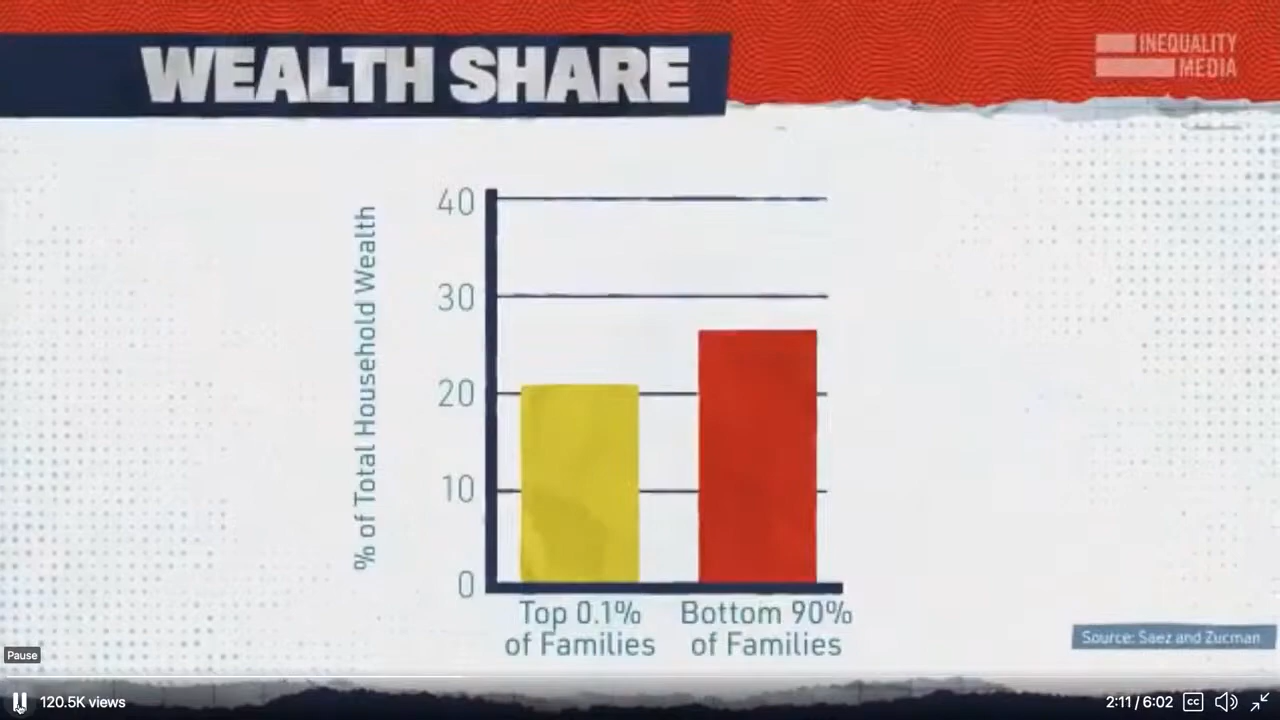 WEALTH SHARE
INEQUALITY
MEDIA
% of Total Household Wealth
40
30
20
10
0
Top 0.1%
of Families
Bottom 90%
of Families
Source: Saez and Zucman
Pause
120.5K views
2:11 / 6:02
CC